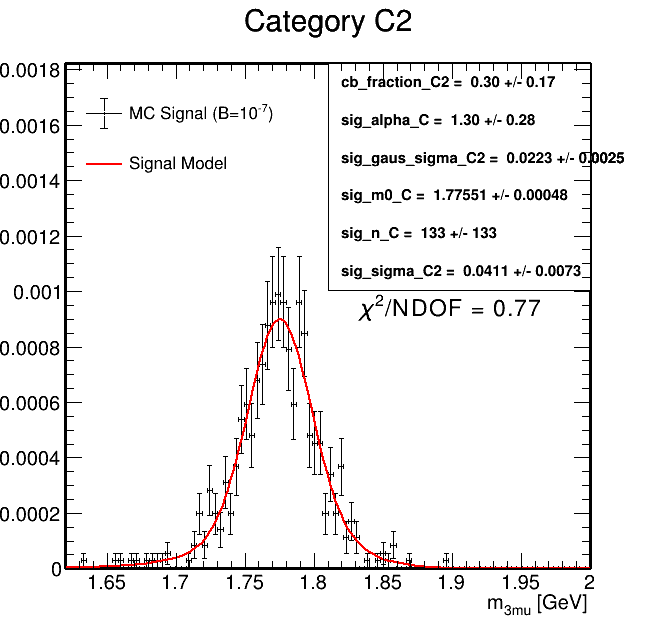 Category C2
0.0018
0.0016
0.0014
0.0012
0.001
0.0008
0.0006
0.0004
0.0002
0
MC Signal (B=10⁻⁷)
Signal Model
cb_fraction_C2 = 0.30 +/- 0.17
sig_alpha_C = 1.30 +/- 0.28
sig_gaus_sigma_C2 = 0.0223 +/- 0.0025
sig_m0_C = 1.77551 +/- 0.00048
sig_n_C = 133 +/- 133
sig_sigma_C2 = 0.0411 +/- 0.0073
χ²/NDOF = 0.77
1.65 1.7 1.75 1.8 1.85 1.9 1.95 2
m₃ₘᵤ [GeV]